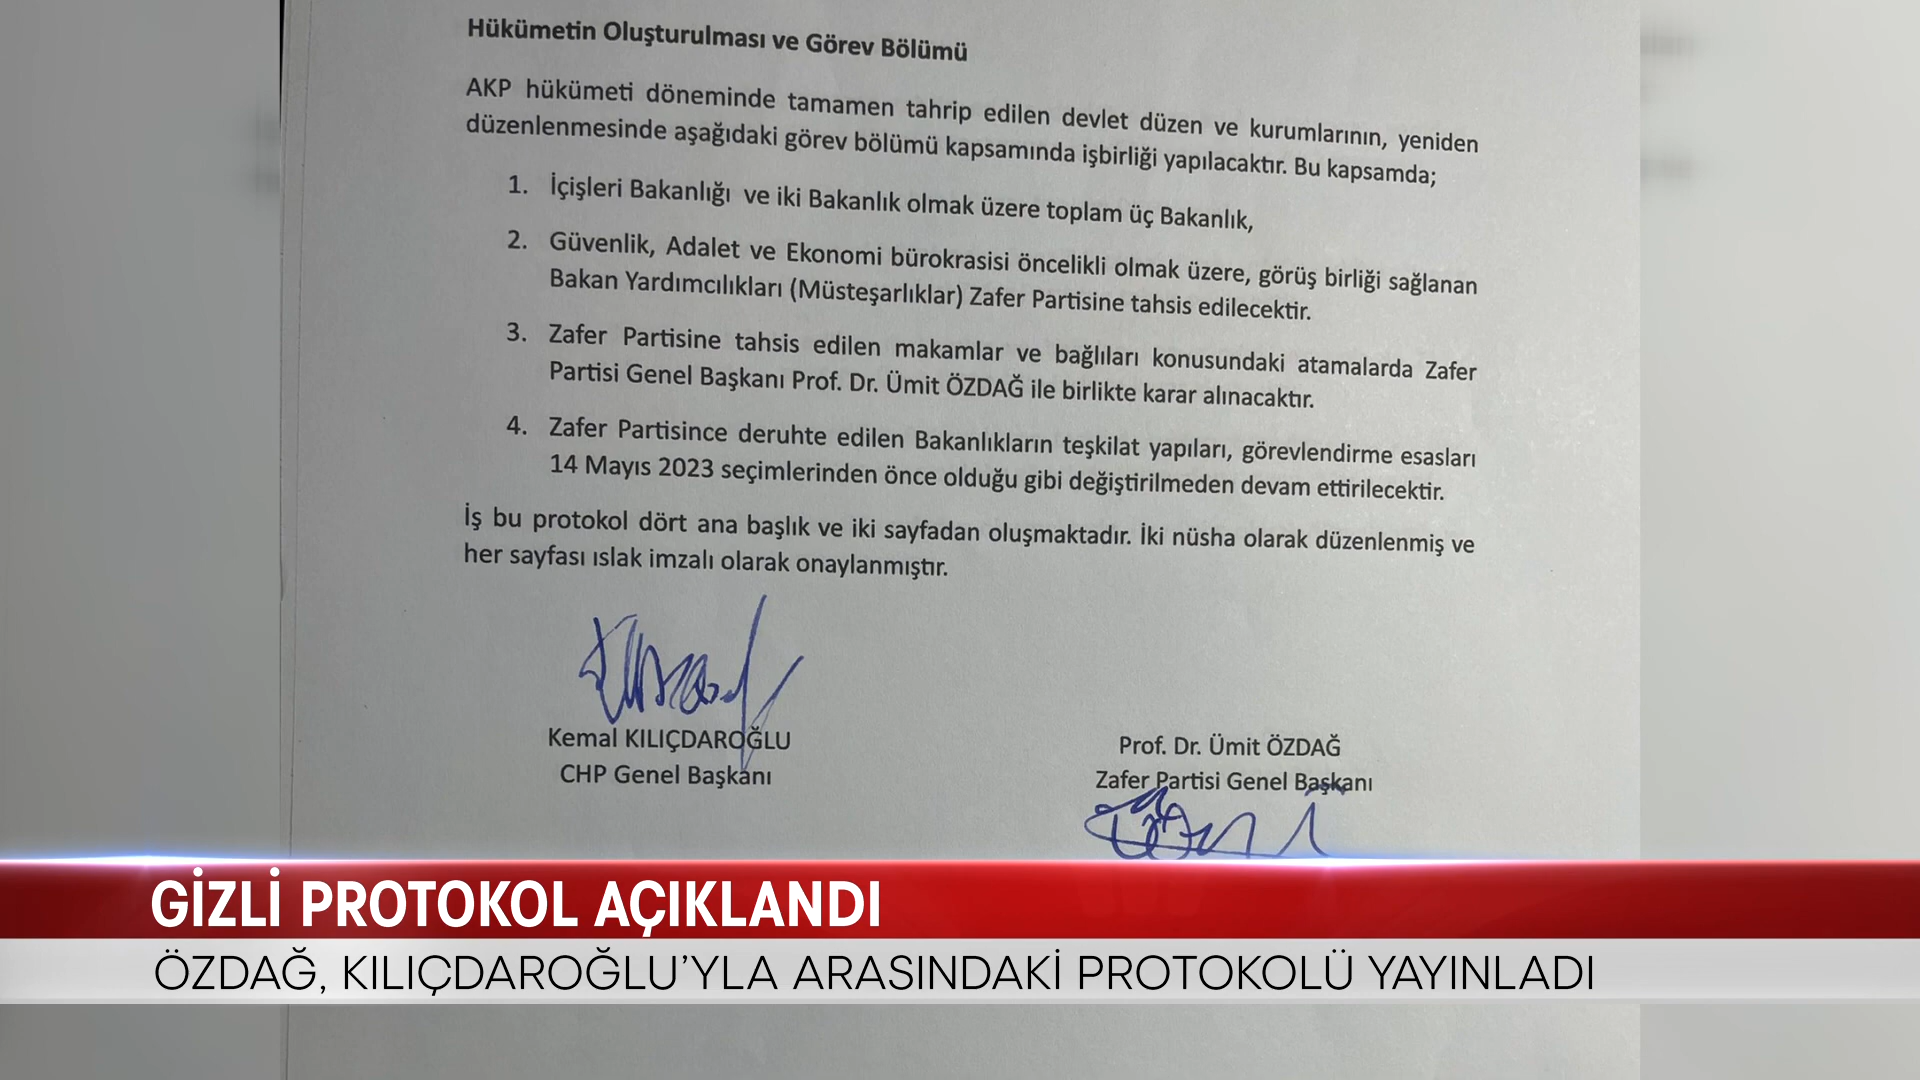 Hükümetin Oluşturulması ve Görev Bölümü
AKP hükümeti döneminde tamamen tahrip edilen devlet düzen ve kurumlarının, yeniden
düzenlenmesinde aşağıdaki görev bölümü kapsamında işbirliği yapılacaktır. Bu kapsamda;
1. İçişleri Bakanlığı ve iki Bakanlık olmak üzere toplam üç Bakanlık,
2. Güvenlik, Adalet ve Ekonomi bürokrasisi öncelikli olmak üzere, görüş birliği sağlanan
Bakan Yardımcılıkları (Müsteşarlıklar) Zafer Partisine tahsis edilecektir.
3. Zafer Partisine tahsis edilen makamlar ve bağlıları konusundaki atamalarda Zafer
Partisi Genel Başkanı Prof. Dr. Ümit ÖZDAĞ ile birlikte karar alınacaktır.
4. Zafer Partisince deruhte edilen Bakanlıkların teşkilat yapıları, görevlendirme esasları
14 Mayıs 2023 seçimlerinden önce olduğu gibi değiştirilmeden devam ettirilecektir.
İş bu protokol dört ana başlık ve iki sayfadan oluşmaktadır. İki nüsha olarak düzenlenmiş ve
her sayfası ıslak imzalı olarak onaylanmıştır.
Kemal KILIÇDAROĞLU
CHP Genel Başkanı
Prof. Dr. Ümit ÖZDAĞ
Zafer Partisi Genel Başkanı
GİZLİ PROTOKOL AÇIKLANDI
ÖZDAĞ, KILIÇDAROĞLU'YLA ARASINDAKİ PROTOKOLÜ YAYINLADI